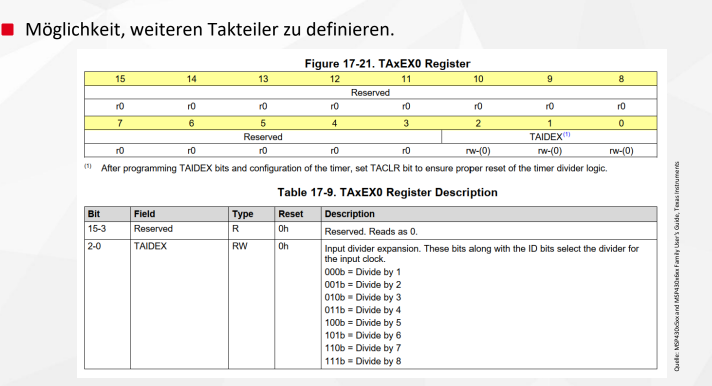 Möglichkeit, weiteren Takteiler zu definieren.
Figure 17-21. TAxEX0 Register
15 14 13 12 11 10 9 8
Reserved
r0 r0 r0 r0 r0 r0 r0 r0
7 6 5 4 3 2 1 0
Reserved TAIDEX(1)
r0 r0 r0 r0 r0 rw-(0) rw-(0) rw-(0)
(1) After programming TAIDEX bits and configuration of the timer, set TACLR bit to ensure proper reset of the timer divider logic.
Table 17-9. TAxEX0 Register Description
Bit Field Type Reset Description
15-3 Reserved R 0h Reserved. Reads as 0.
2-0 TAIDEX RW 0h Input divider expansion. These bits along with the ID bits select the divider for
the input clock.
000b = Divide by 1
001b = Divide by 2
010b = Divide by 3
011b = Divide by 4
100b = Divide by 5
101b = Divide by 6
110b = Divide by 7
111b = Divide by 8
Quelle: MSP430x5xx and MSP430x6xx Family User's Guide, Texas Instruments